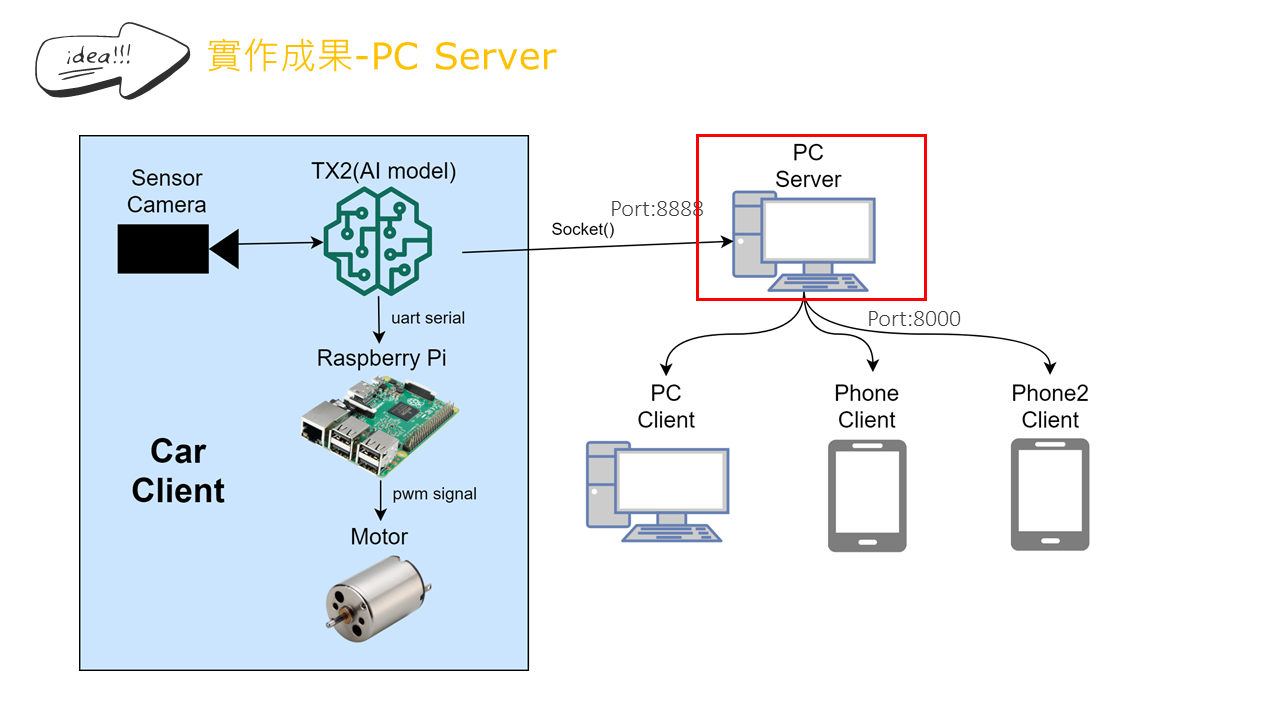 idea!!!
實作成果-PC Server
Sensor
Camera
TX2(AI model)
uart serial
Raspberry Pi
pwm signal
Motor
Car
Client
Port:8888
Socket()
PC
Server
Port:8000
PC
Client
Phone
Client
Phone2
Client